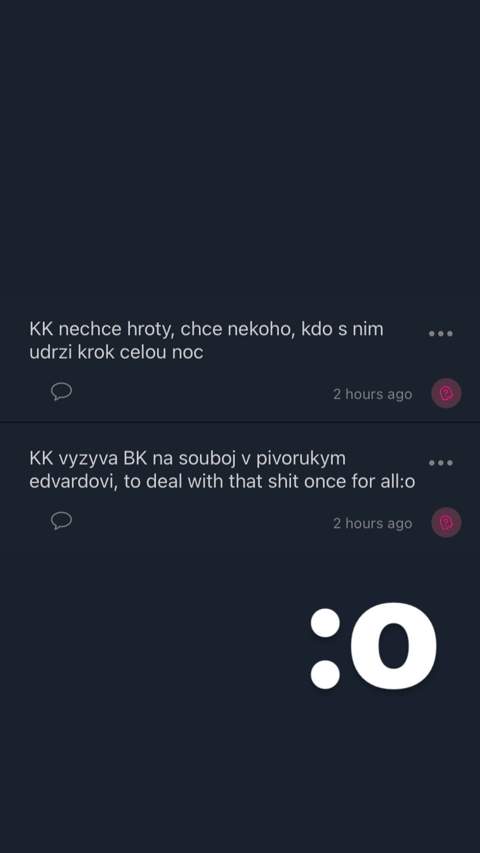 KK nechce hroty, chce nekoho, kdo s nim
udrzi krok celou noc
2 hours ago
KK vyzyva BK na souboj v pivorukym
edvardovi, to deal with that shit once for all:o
2 hours ago
:o